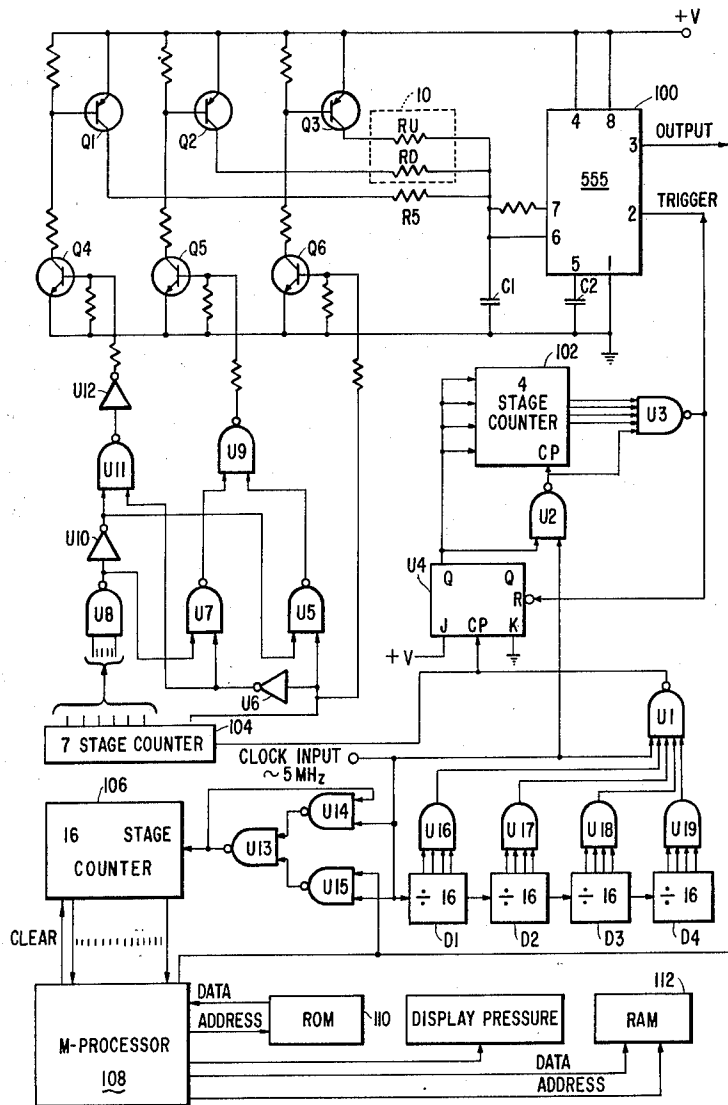 +V
Q1
Q2
Q3
10
RU
RD
R5
100
4 8
3
OUTPUT
555
TRIGGER
7
2
6
5 1
C1
C2
Q4
Q5
Q6
U12
102
4
STAGE
COUNTER
CP
U3
U11
U9
U2
U10
U4
Q Q
R
J CP K
+V
U8
U7
U5
U6
U1
104
7 STAGE COUNTER
CLOCK INPUT
~ 5 MHz
106
16 STAGE
COUNTER
U14
U13
U15
U16
U17
U18
U19
÷ 16
÷ 16
÷ 16
÷ 16
D1
D2
D3
D4
CLEAR
M-PROCESSOR
108
DATA
ADDRESS
ROM
110
DISPLAY PRESSURE
112
RAM
DATA
ADDRESS